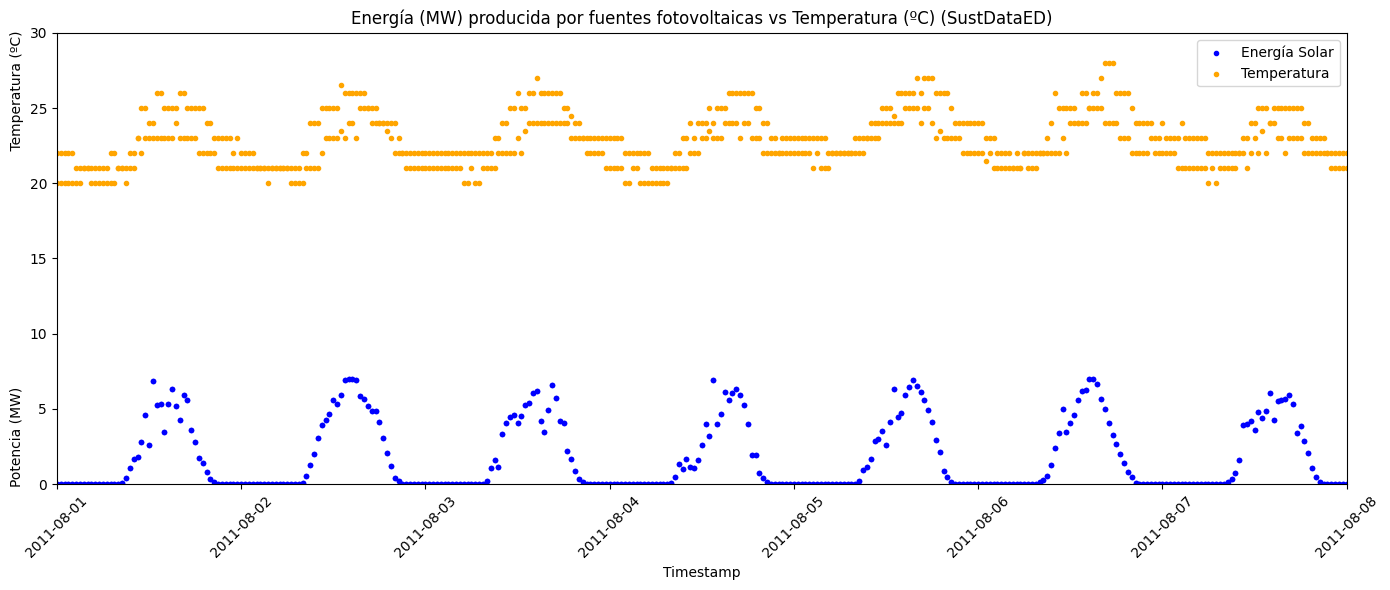 Energía (MW) producida por fuentes fotovoltaicas vs Temperatura (ºC) (SustDataED)
Energía Solar
Temperatura
Temperatura (ºC)
Potencia (MW)
30
25
20
15
10
5
0
2011-08-01
2011-08-02
2011-08-03
2011-08-04
2011-08-05
2011-08-06
2011-08-07
2011-08-08
Timestamp